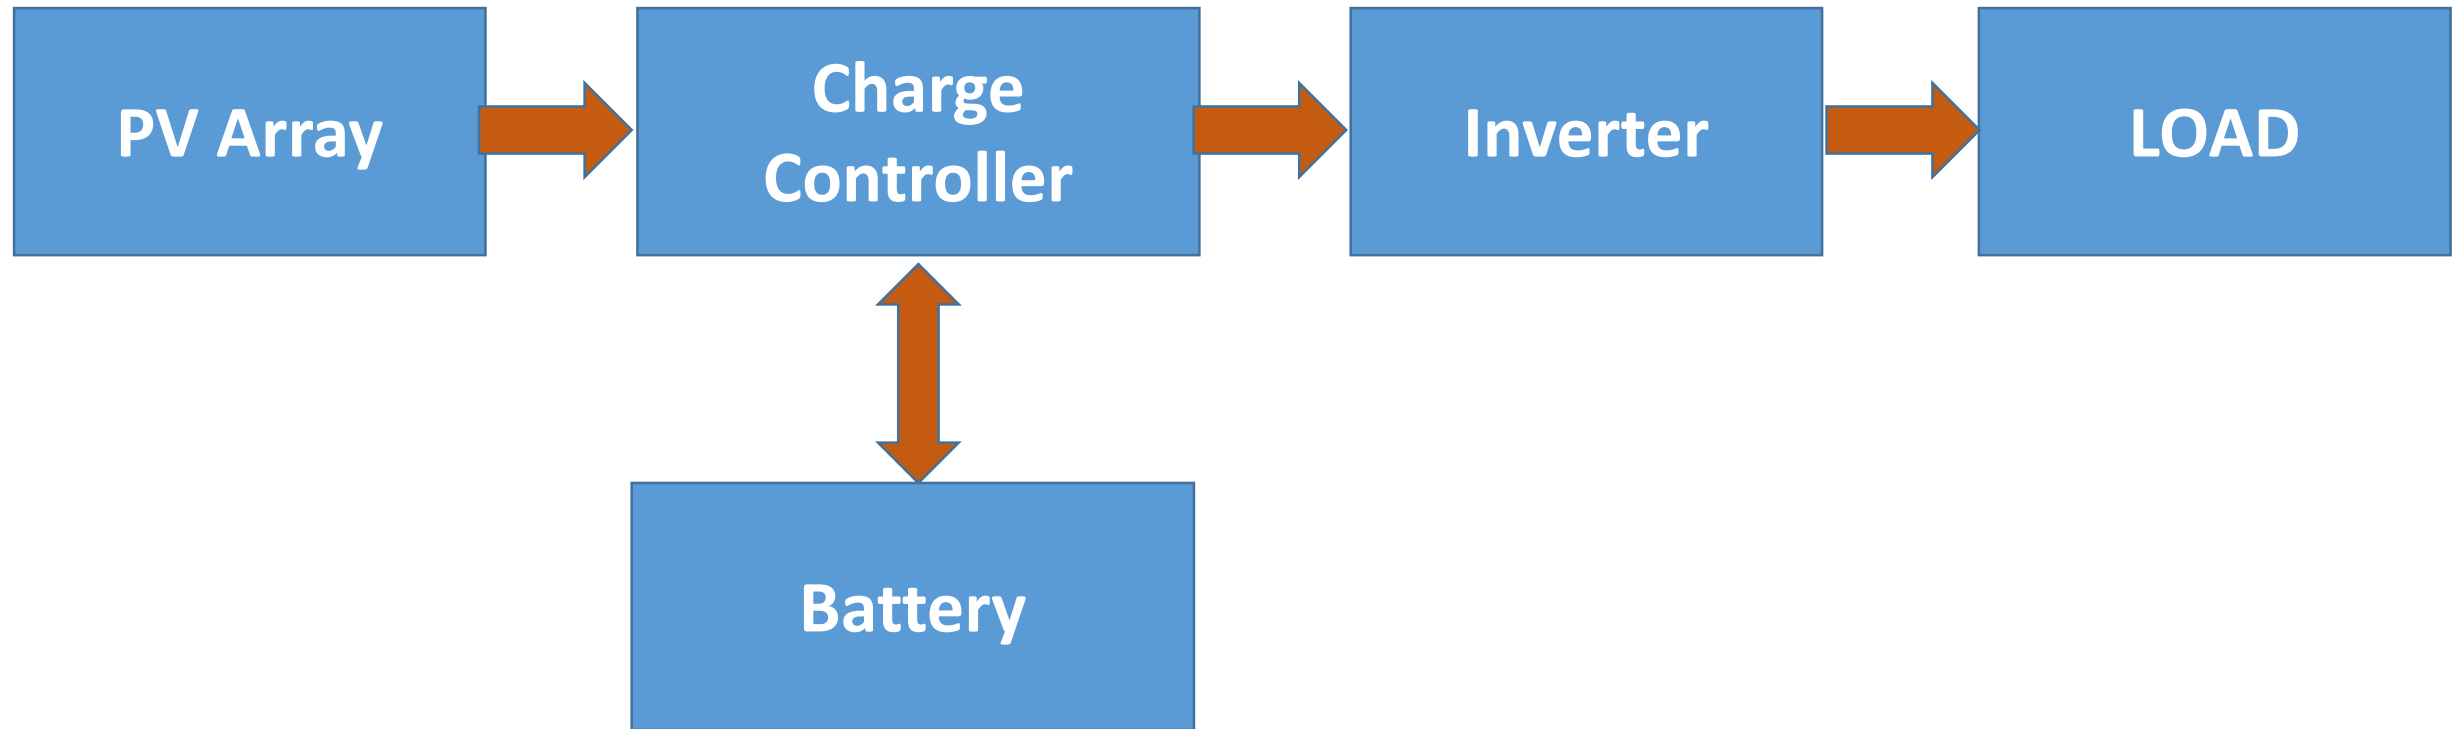 PV Array
Charge
Controller
Inverter
LOAD
Battery